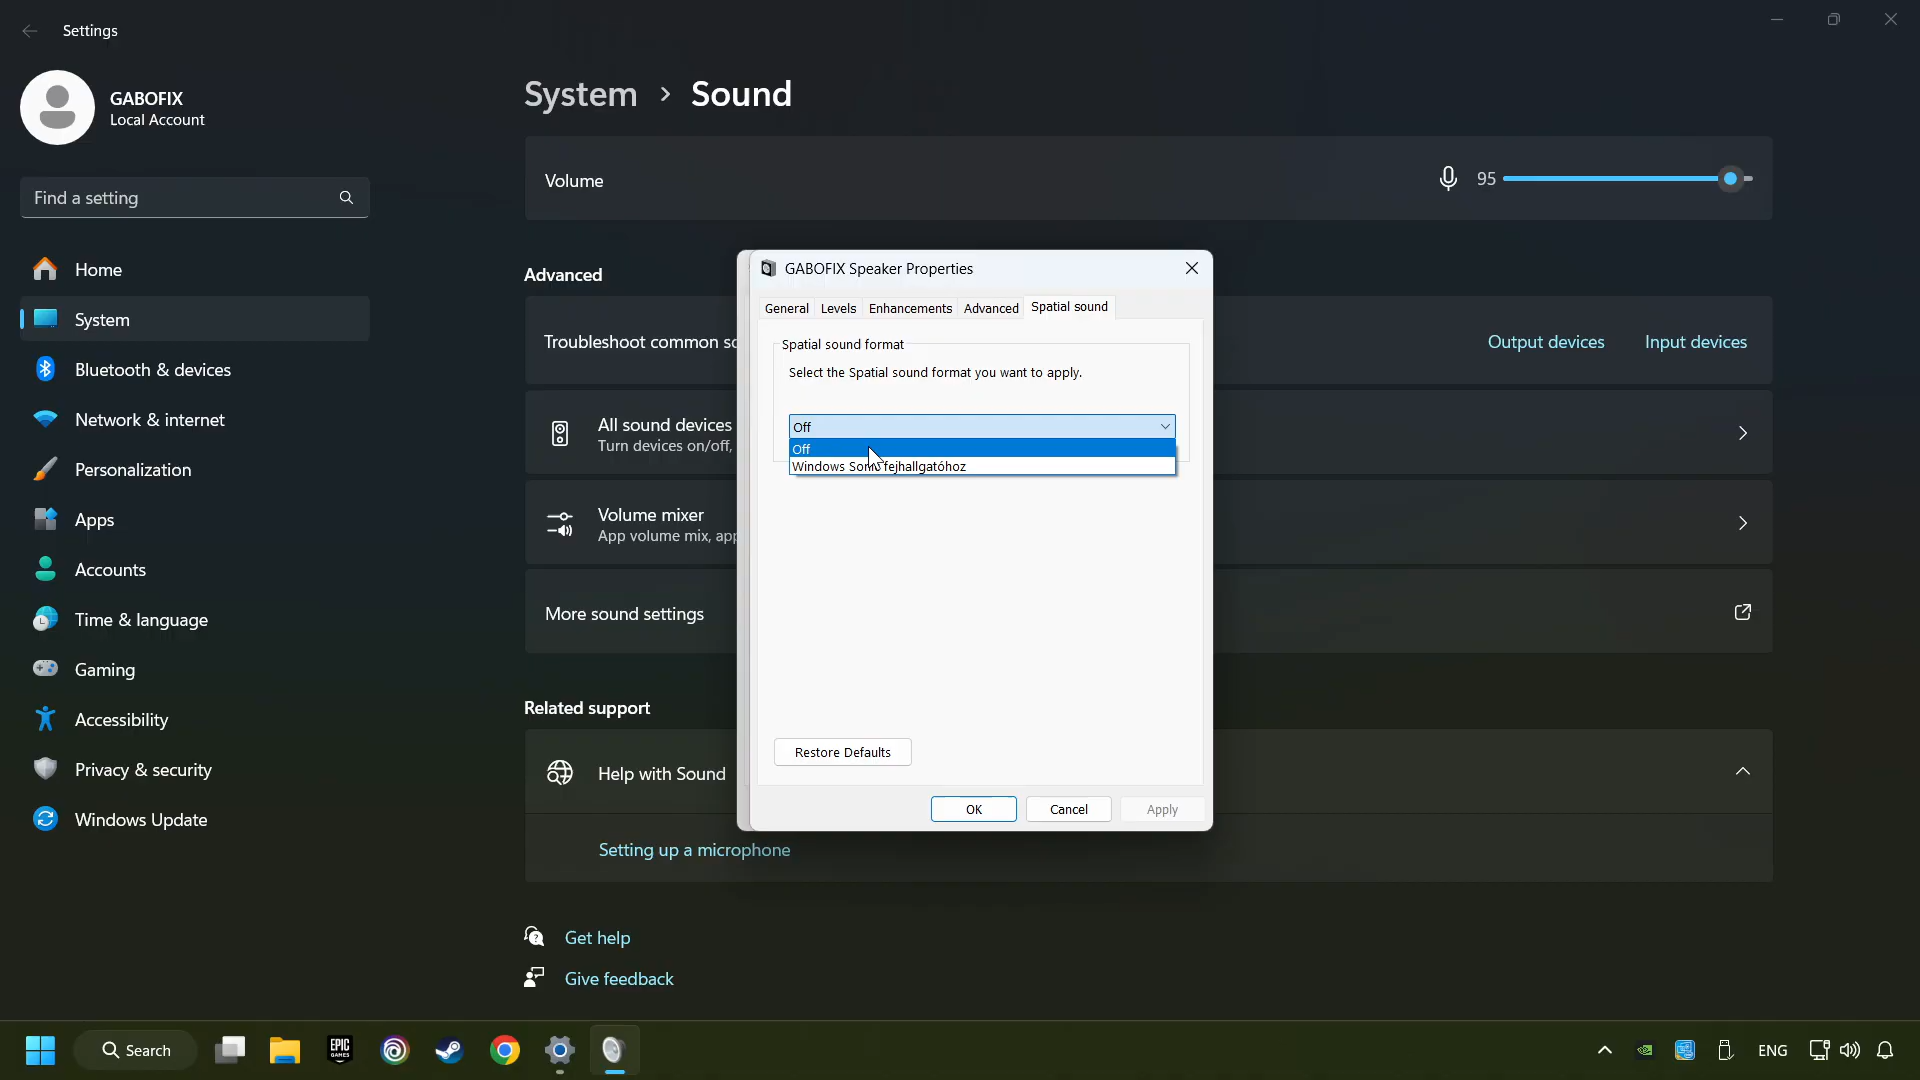 Settings
GABOFIX
Local Account
Find a setting
Home
System
Bluetooth & devices
Network & internet
Personalization
Apps
Accounts
Time & language
Gaming
Accessibility
Privacy & security
Windows Update
System > Sound
Volume
95
Advanced
Troubleshoot common so
Output devices
Input devices
All sound devices
Turn devices on/off,
Volume mixer
App volume mix, app
More sound settings
Related support
Help with Sound
Setting up a microphone
Get help
Give feedback
GABOFIX Speaker Properties
General Levels Enhancements Advanced Spatial sound
Spatial sound format
Select the Spatial sound format you want to apply.
Off
Off
Windows fejhallgatóhoz
Restore Defaults
OK Cancel Apply
Search
EPIC GAMES
ENG